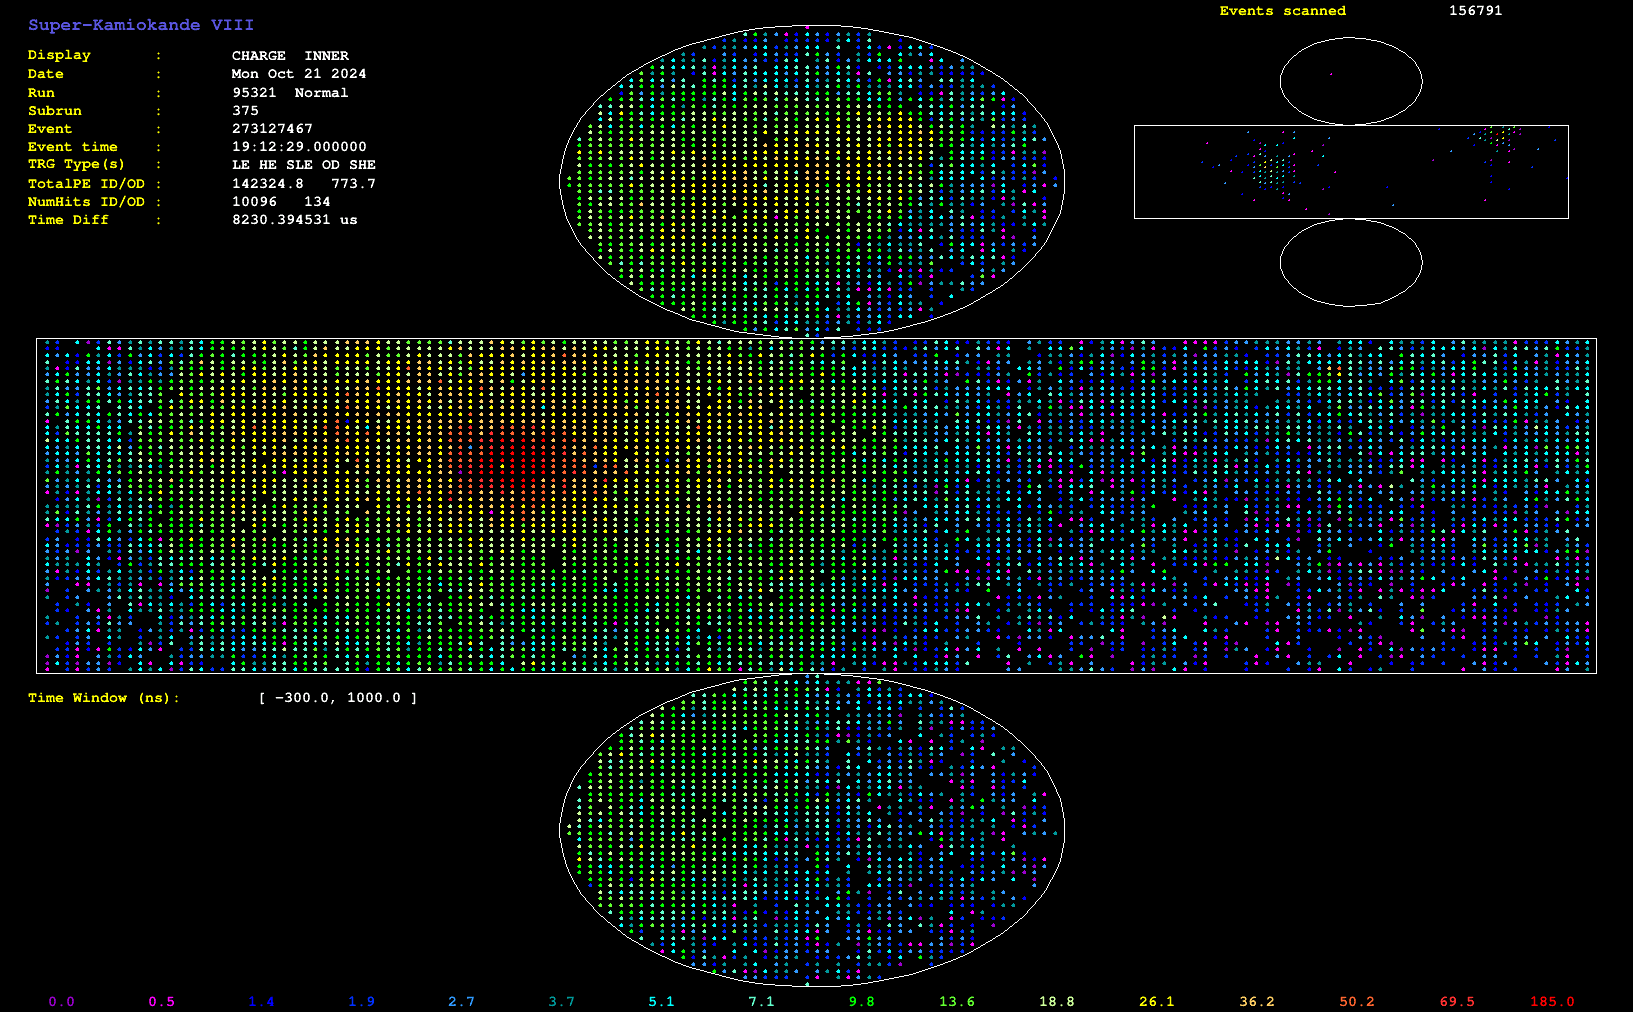 Super-Kamiokande VIII
Events scanned 156791
Display : CHARGE INNER
Date : Mon Oct 21 2024
Run : 95321 Normal
Subrun : 375
Event : 273127467
Event time : 19:12:29.000000
TRG Type(s) : LE HE SLE OD SHE
TotalPE ID/OD : 142324.8 773.7
NumHits ID/OD : 10096 134
Time Diff : 8230.394531 us
Time Window (ns): [ −300.0, 1000.0 ]
0.0 0.5 1.4 1.9 2.7 3.7 5.1 7.1 9.8 13.6 18.8 26.1 36.2 50.2 69.5 185.0